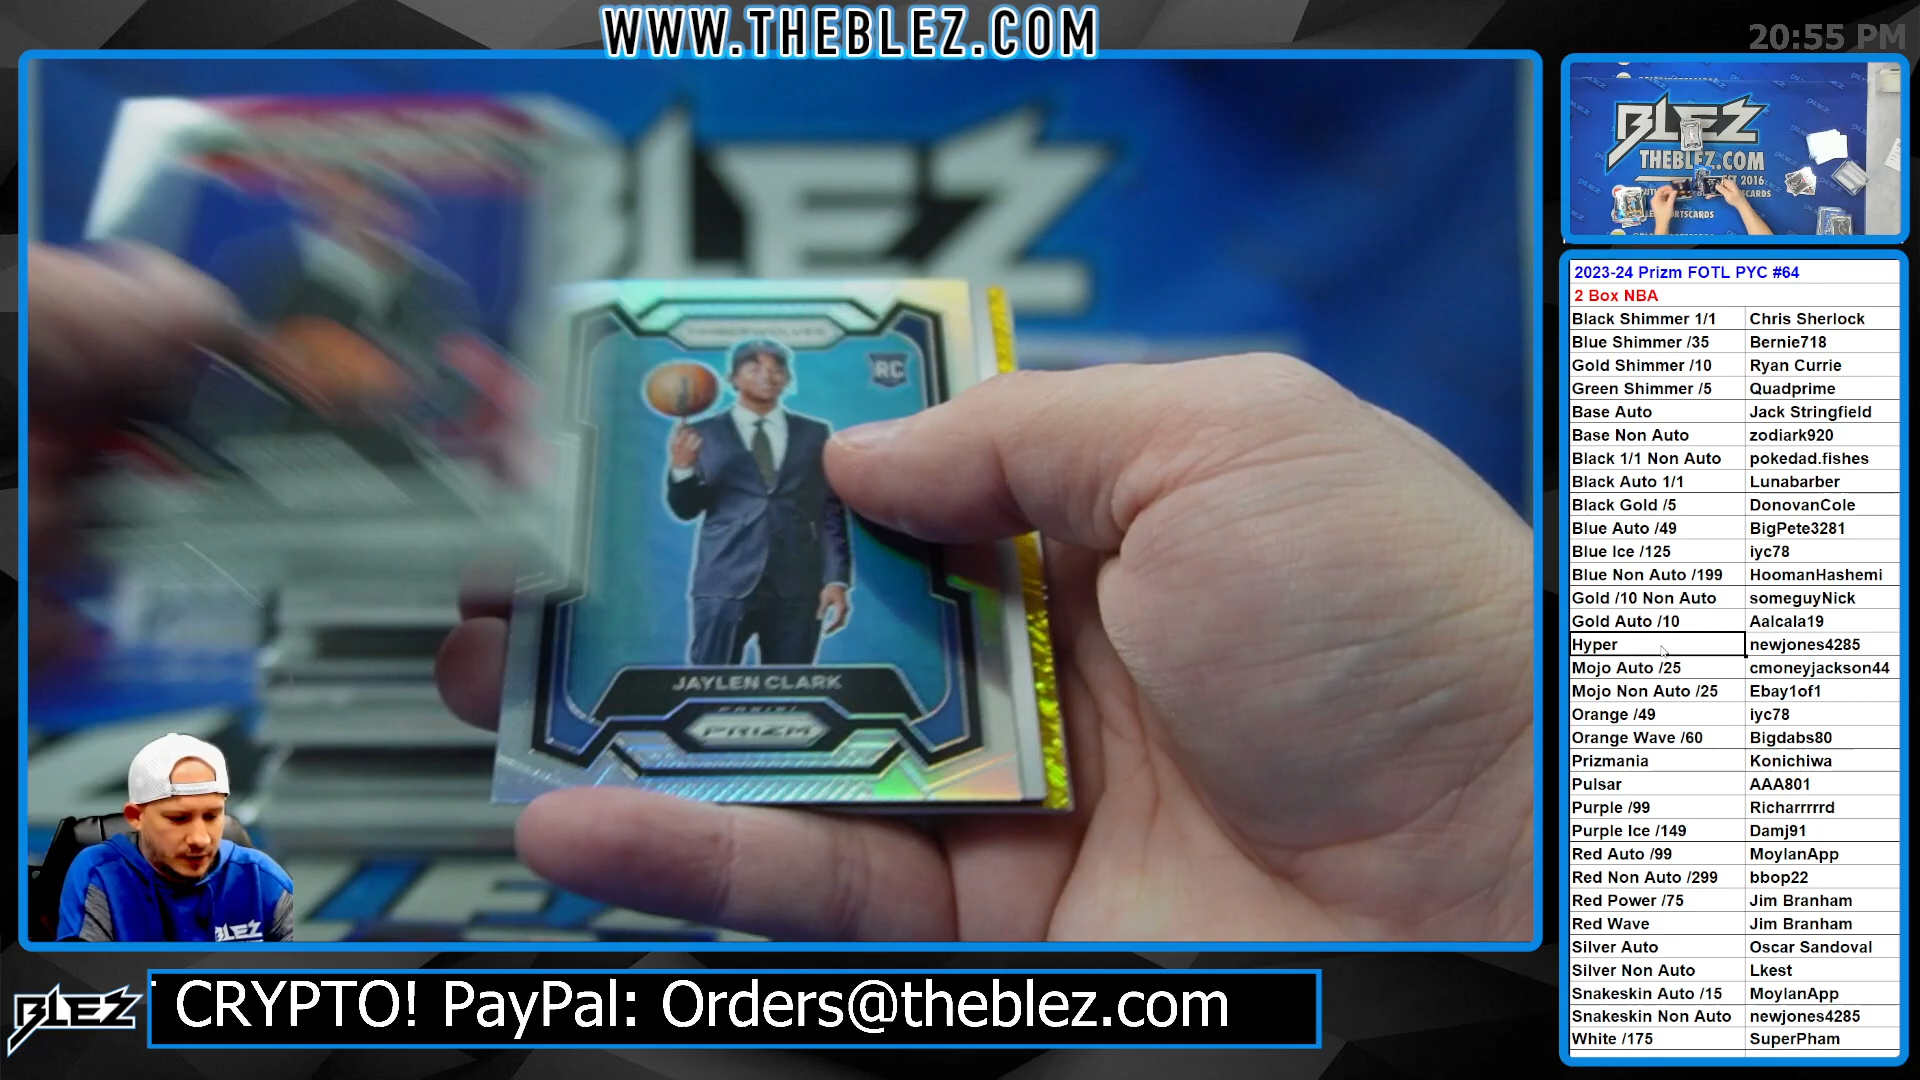 WWW.THEBLEZ.COM
20:55 PM
BLEZ
THEBLEZ.COM
BLEZ
TIMBERWOLVES
RC
JAYLEN CLARK
PANINI
PRIZM
2023-24 Prizm FOTL PYC #64
2 Box NBA
Black Shimmer 1/1 Chris Sherlock
Blue Shimmer /35 Bernie718
Gold Shimmer /10 Ryan Currie
Green Shimmer /5 Quadprime
Base Auto Jack Stringfield
Base Non Auto zodiark920
Black 1/1 Non Auto pokedad.fishes
Black Auto 1/1 Lunabarber
Black Gold /5 DonovanCole
Blue Auto /49 BigPete3281
Blue Ice /125 iyc78
Blue Non Auto /199 HoomanHashemi
Gold /10 Non Auto someguyNick
Gold Auto /10 Aalcala19
Hyper newjones4285
Mojo Auto /25 cmoneyjackson44
Mojo Non Auto /25 Ebay1of1
Orange /49 iyc78
Orange Wave /60 Bigdabs80
Prizmania Konichiwa
Pulsar AAA801
Purple /99 Richarrrrrd
Purple Ice /149 Damj91
Red Auto /99 MoylanApp
Red Non Auto /299 bbop22
Red Power /75 Jim Branham
Red Wave Jim Branham
Silver Auto Oscar Sandoval
Silver Non Auto Lkest
Snakeskin Auto /15 MoylanApp
Snakeskin Non Auto newjones4285
White /175 SuperPham
BLEZ
BLEZ
CRYPTO! PayPal: Orders@theblez.com